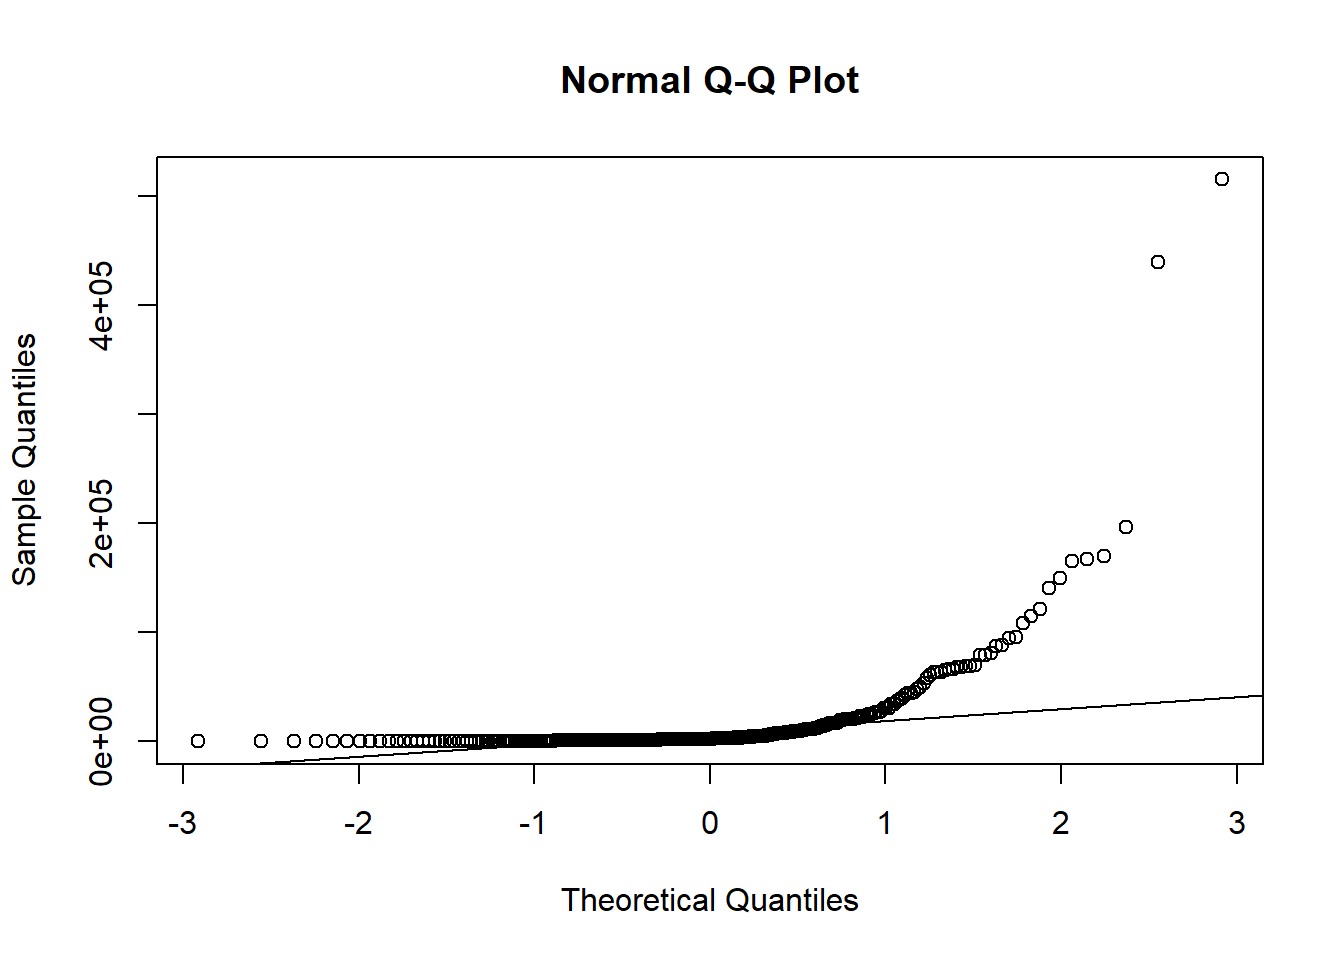 Normal Q-Q Plot
Sample Quantiles
4e+05
2e+05
0e+00
-3 -2 -1 0 1 2 3
Theoretical Quantiles